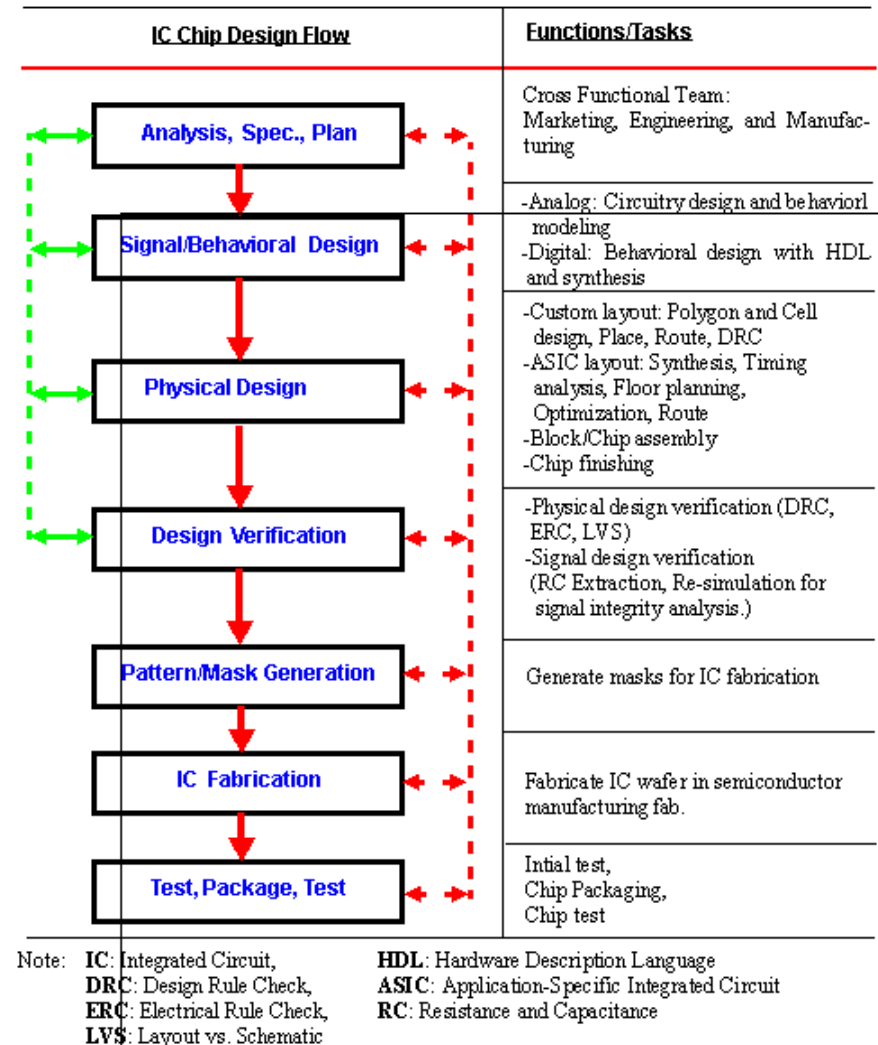 IC Chip Design Flow
Functions/Tasks
Analysis, Spec., Plan
Cross Functional Team:
Marketing, Engineering, and Manufac-
turing
Signal/Behavioral Design
-Analog: Circuitry design and behaviorl
modeling
-Digital: Behavioral design with HDL
and synthesis
Physical Design
-Custom layout: Polygon and Cell
design, Place, Route, DRC
-ASIC layout: Synthesis, Timing
analysis, Floor planning,
Optimization, Route
-Block/Chip assembly
-Chip finishing
Design Verification
-Physical design verification (DRC,
ERC, LVS)
-Signal design verification
(RC Extraction, Re-simulation for
signal integrity analysis.)
Pattern/Mask Generation
Generate masks for IC fabrication
IC Fabrication
Fabricate IC wafer in semiconductor
manufacturing fab.
Test, Package, Test
Intial test,
Chip Packaging,
Chip test
Note: IC: Integrated Circuit,
DRC: Design Rule Check,
ERC: Electrical Rule Check,
LVS: Layout vs. Schematic
HDL: Hardware Description Language
ASIC: Application-Specific Integrated Circuit
RC: Resistance and Capacitance